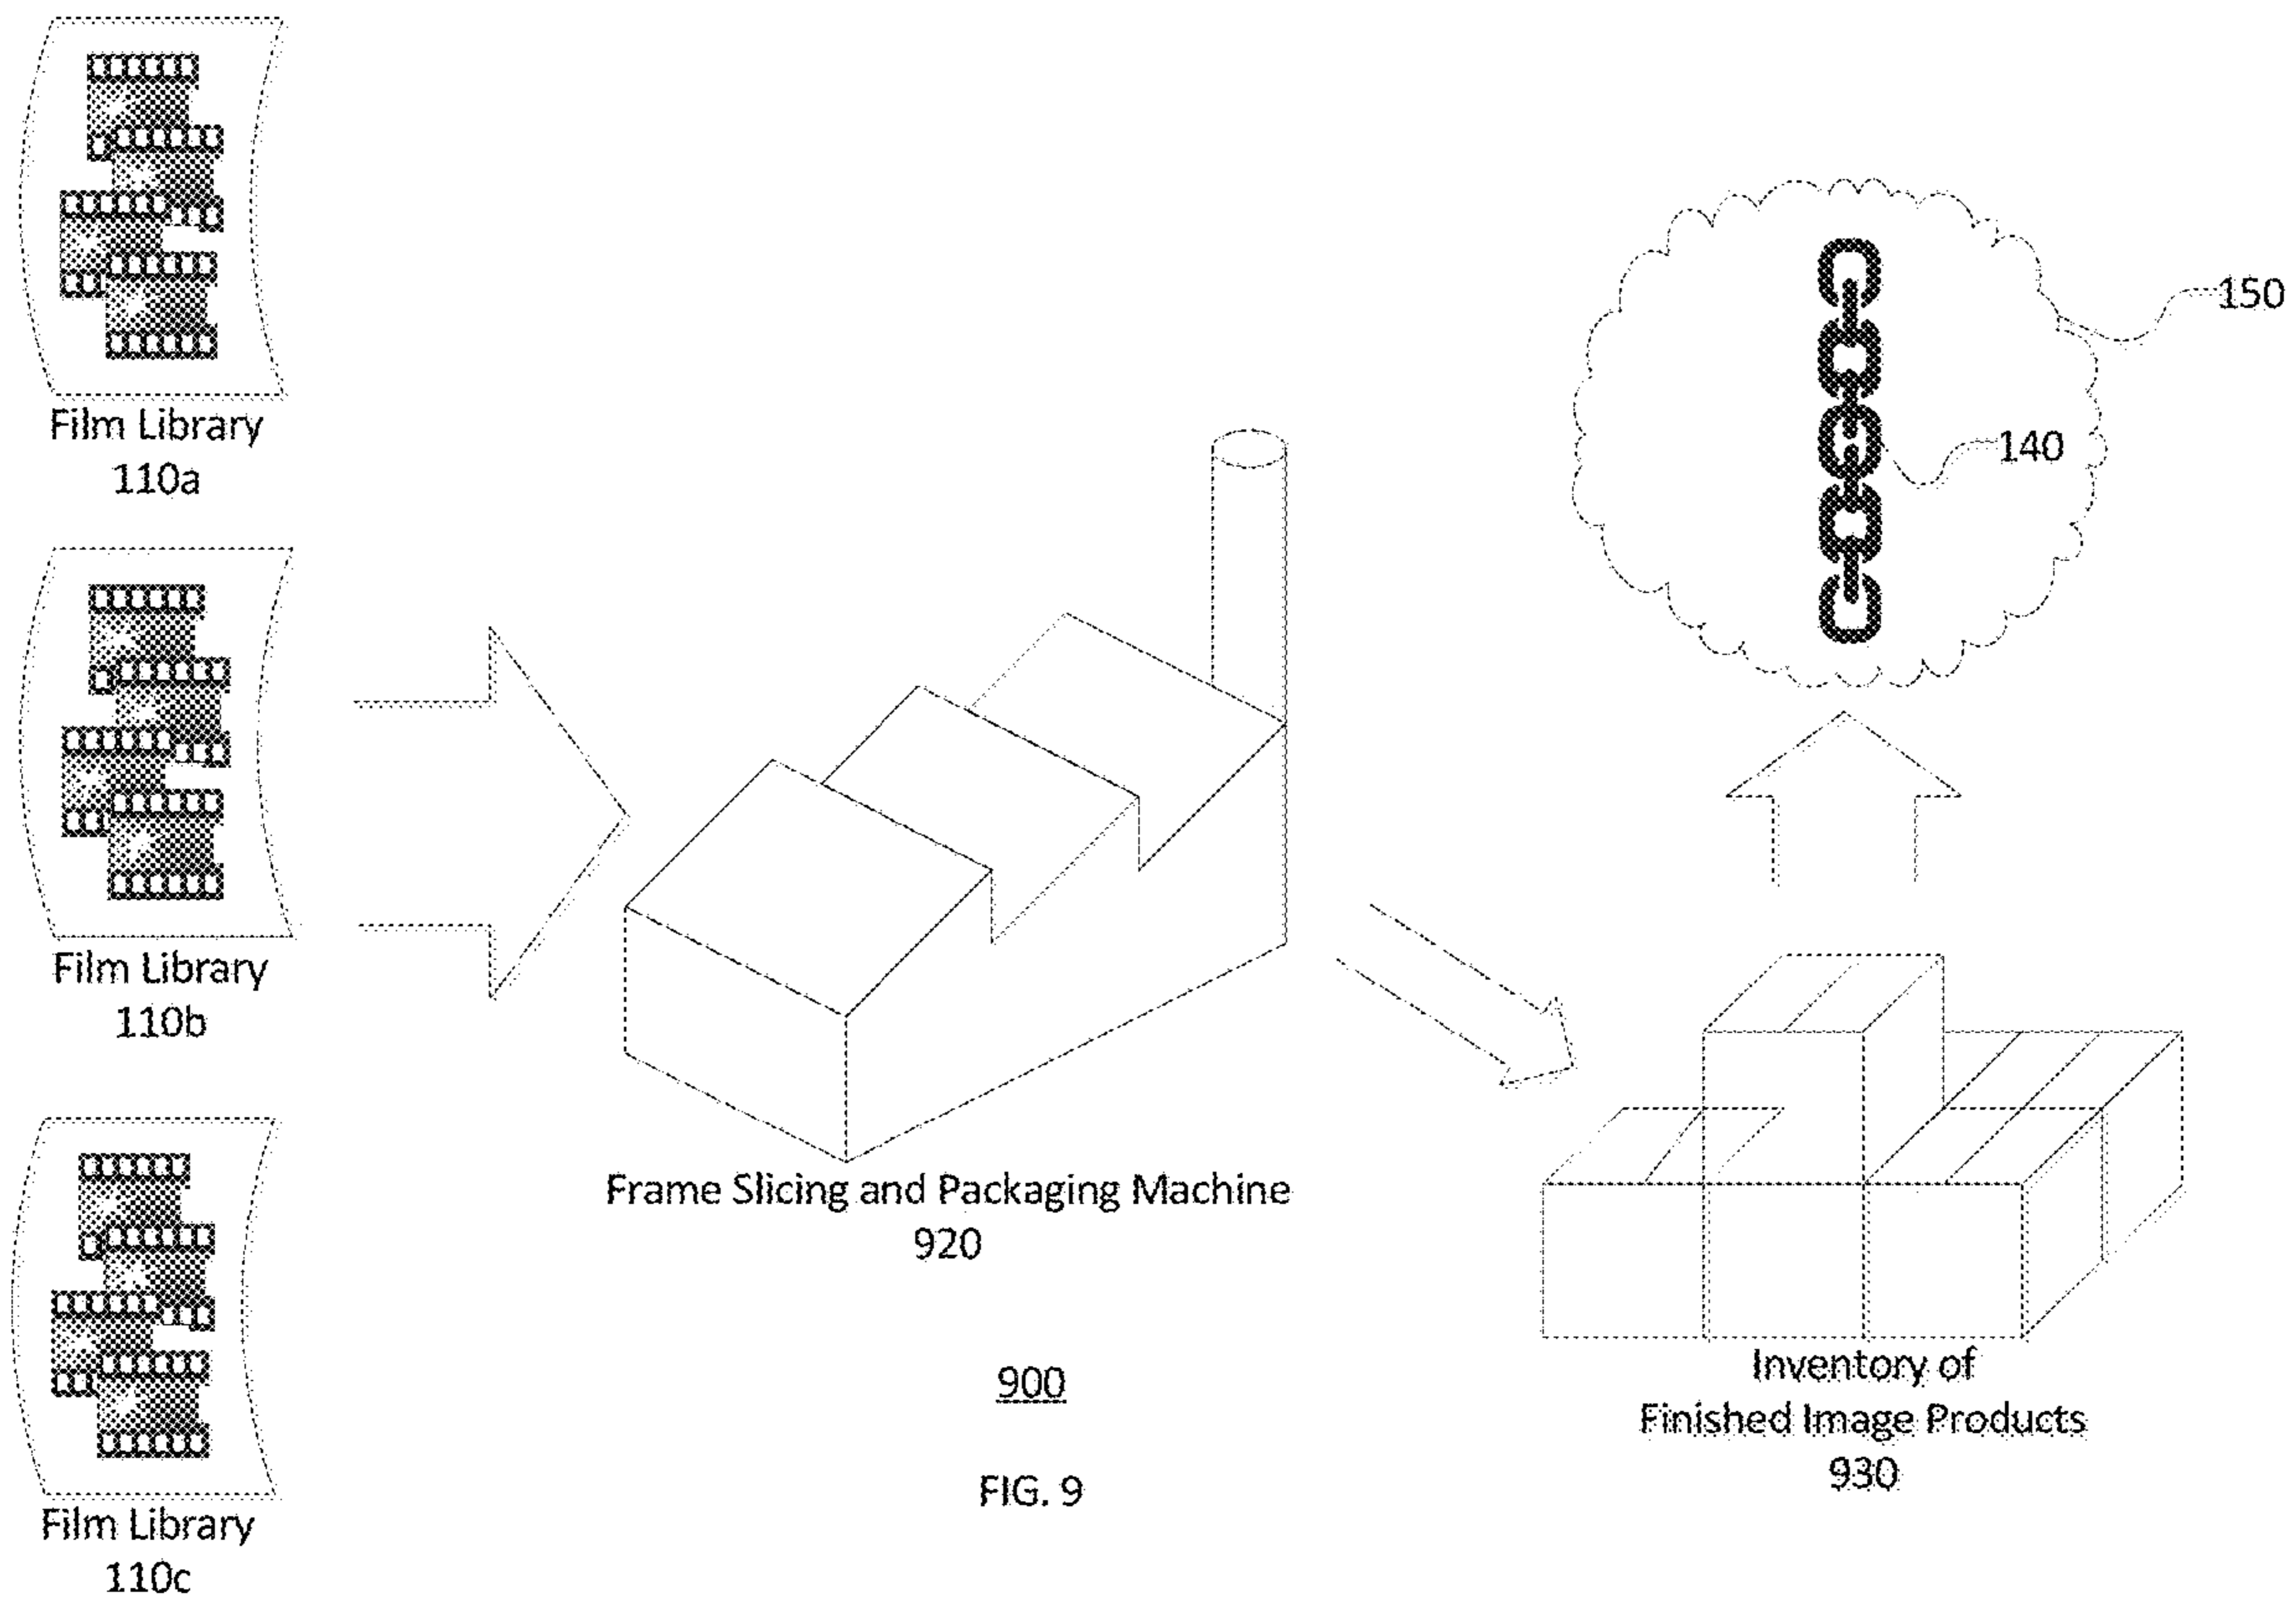 Film Library
110a
Film Library
110b
Film Library
110c
Frame Slicing and Packaging Machine
920
900
FIG. 9
150
140
Inventory of
Finished Image Products
930